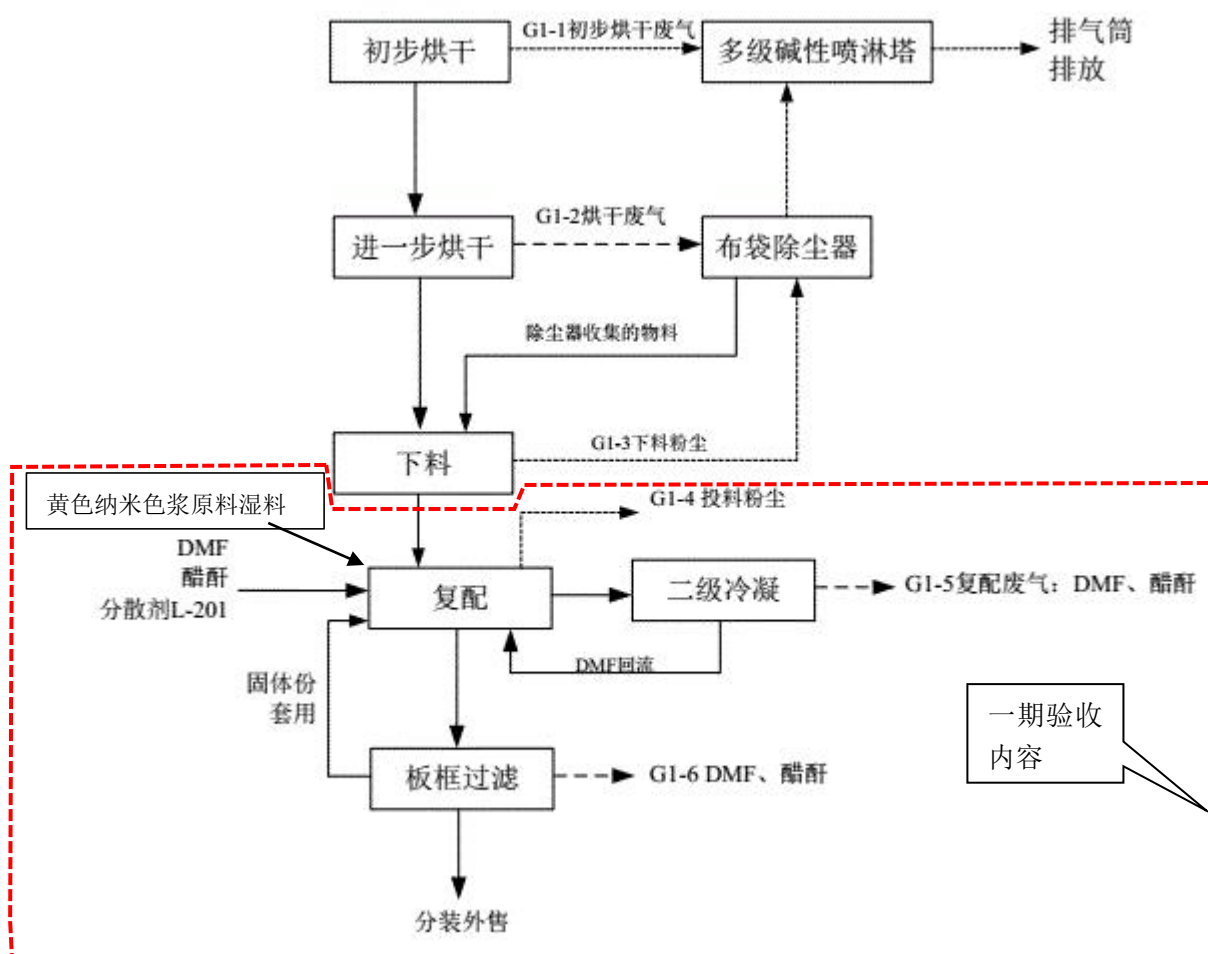 G1-1初步烘干废气
初步烘干
多级碱性喷淋塔
排气筒
排放
G1-2烘干废气
进一步烘干
布袋除尘器
除尘器收集的物料
下料
G1-3下料粉尘
黄色纳米色浆原料湿料
G1-4 投料粉尘
DMF
醋酐
分散剂L-201
复配
二级冷凝
G1-5复配废气：DMF、醋酐
DMF回流
固体份
套用
一期验收
内容
板框过滤
G1-6 DMF、醋酐
分装外售